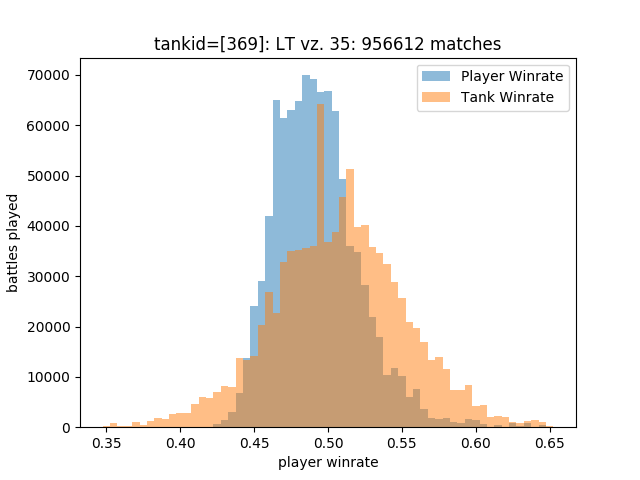 tankid=[369]: LT vz. 35: 956612 matches
Player Winrate
Tank Winrate
70000
60000
50000
40000
30000
20000
10000
0
battles played
0.35 0.40 0.45 0.50 0.55 0.60 0.65
player winrate